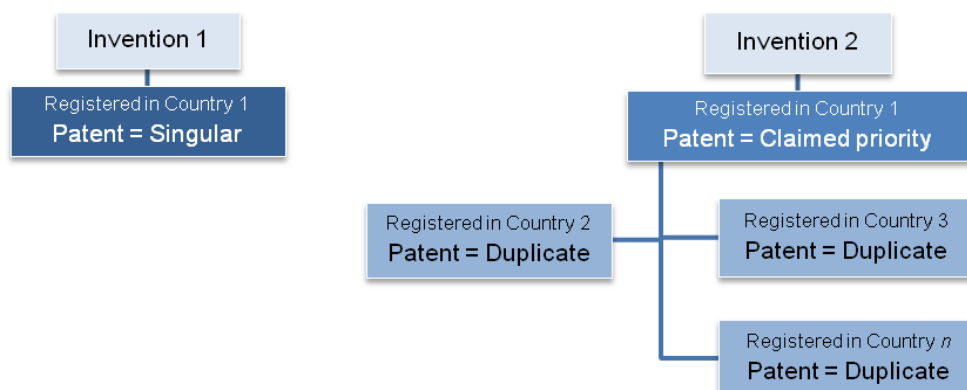 Invention 1
Registered in Country 1
Patent = Singular
Invention 2
Registered in Country 1
Patent = Claimed priority
Registered in Country 2
Patent = Duplicate
Registered in Country 3
Patent = Duplicate
Registered in Country n
Patent = Duplicate